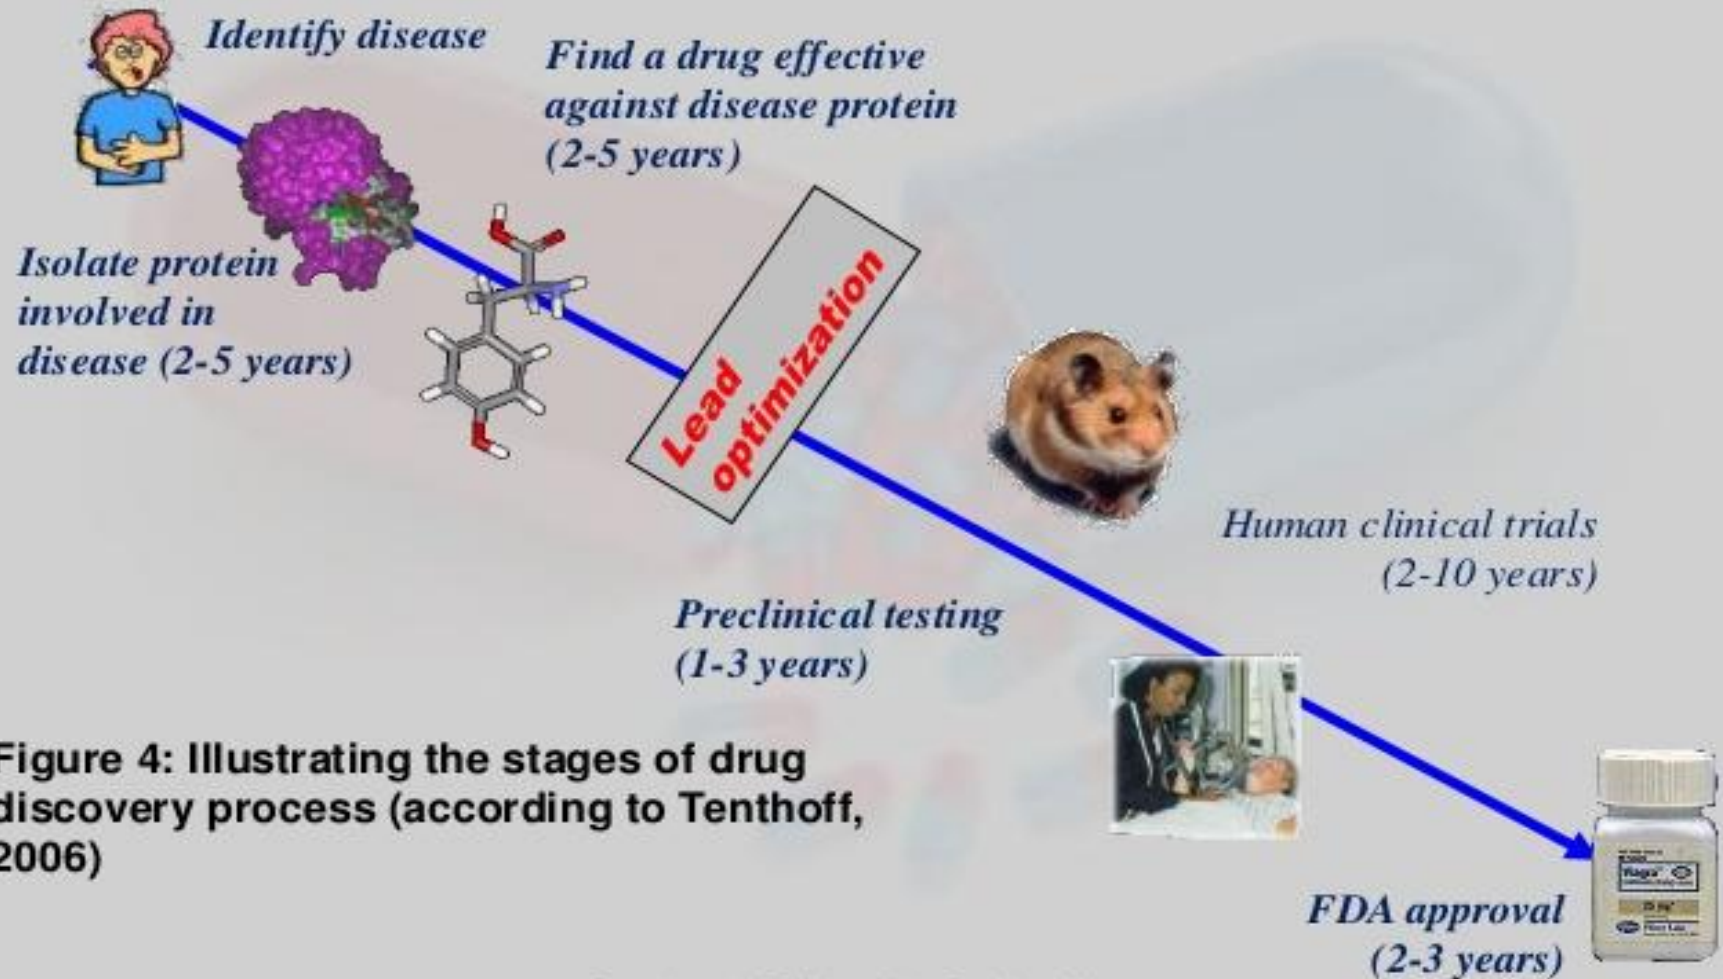 Identify disease
Find a drug effective
against disease protein
(2-5 years)
Isolate protein
involved in
disease (2-5 years)
Lead
optimization
Human clinical trials
(2-10 years)
Preclinical testing
(1-3 years)
Figure 4: Illustrating the stages of drug
discovery process (according to Tenthoff,
2006)
Viagra
FDA approval
(2-3 years)